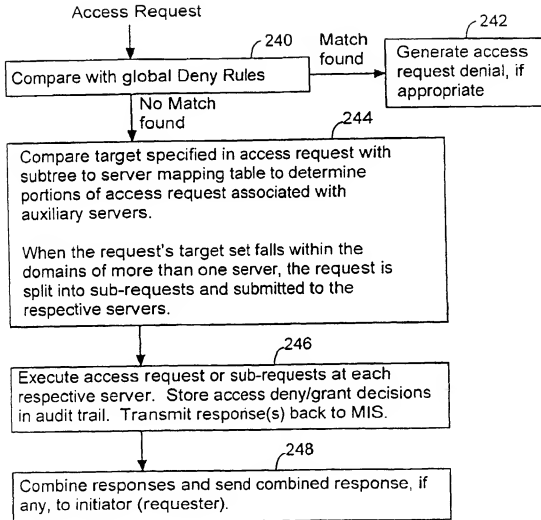 Access Request
240
Compare with global Deny Rules
Match
found
242
Generate access
request denial, if
appropriate
No Match
found
244
Compare target specified in access request with
subtree to server mapping table to determine
portions of access request associated with
auxiliary servers.
When the request's target set falls within the
domains of more than one server, the request is
split into sub-requests and submitted to the
respective servers.
246
Execute access request or sub-requests at each
respective server. Store access deny/grant decisions
in audit trail. Transmit response(s) back to MIS.
248
Combine responses and send combined response, if
any, to initiator (requester).